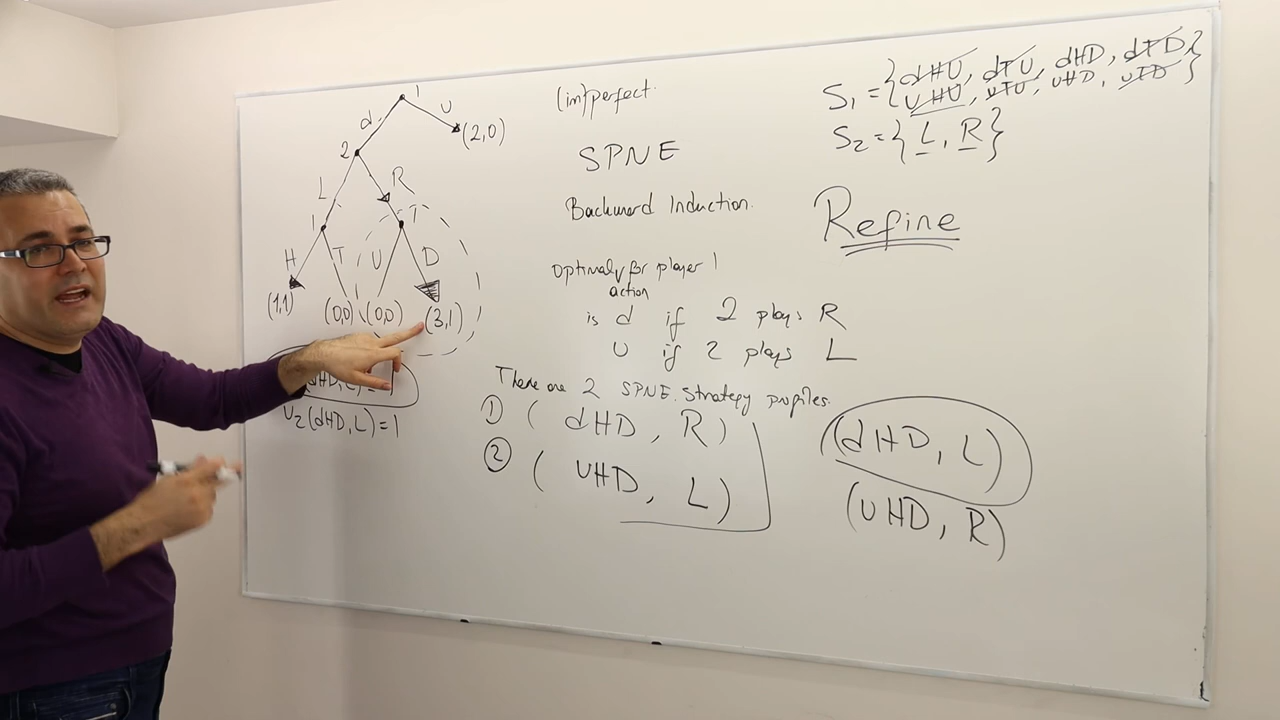 1
d
U
(2,0)
2
L
R
1
1
H
T
U
D
(1,1)
(0,0)
(0,0)
(3,1)
U2(dHD, L)=1
(im)perfect
SPNE
Backward Induction.
optimally for player 1
action
is d if 2 plays R
U if 2 plays L
There are 2 SPNE. Strategy profiles.
① (dHD, R)
② (UHD, L)
S1={dHU, dTU, dHD, dTD,
UHU, UTU, UHD, UTD}
S2={L, R}
Refine
(dHD, L)
(UHD, R)